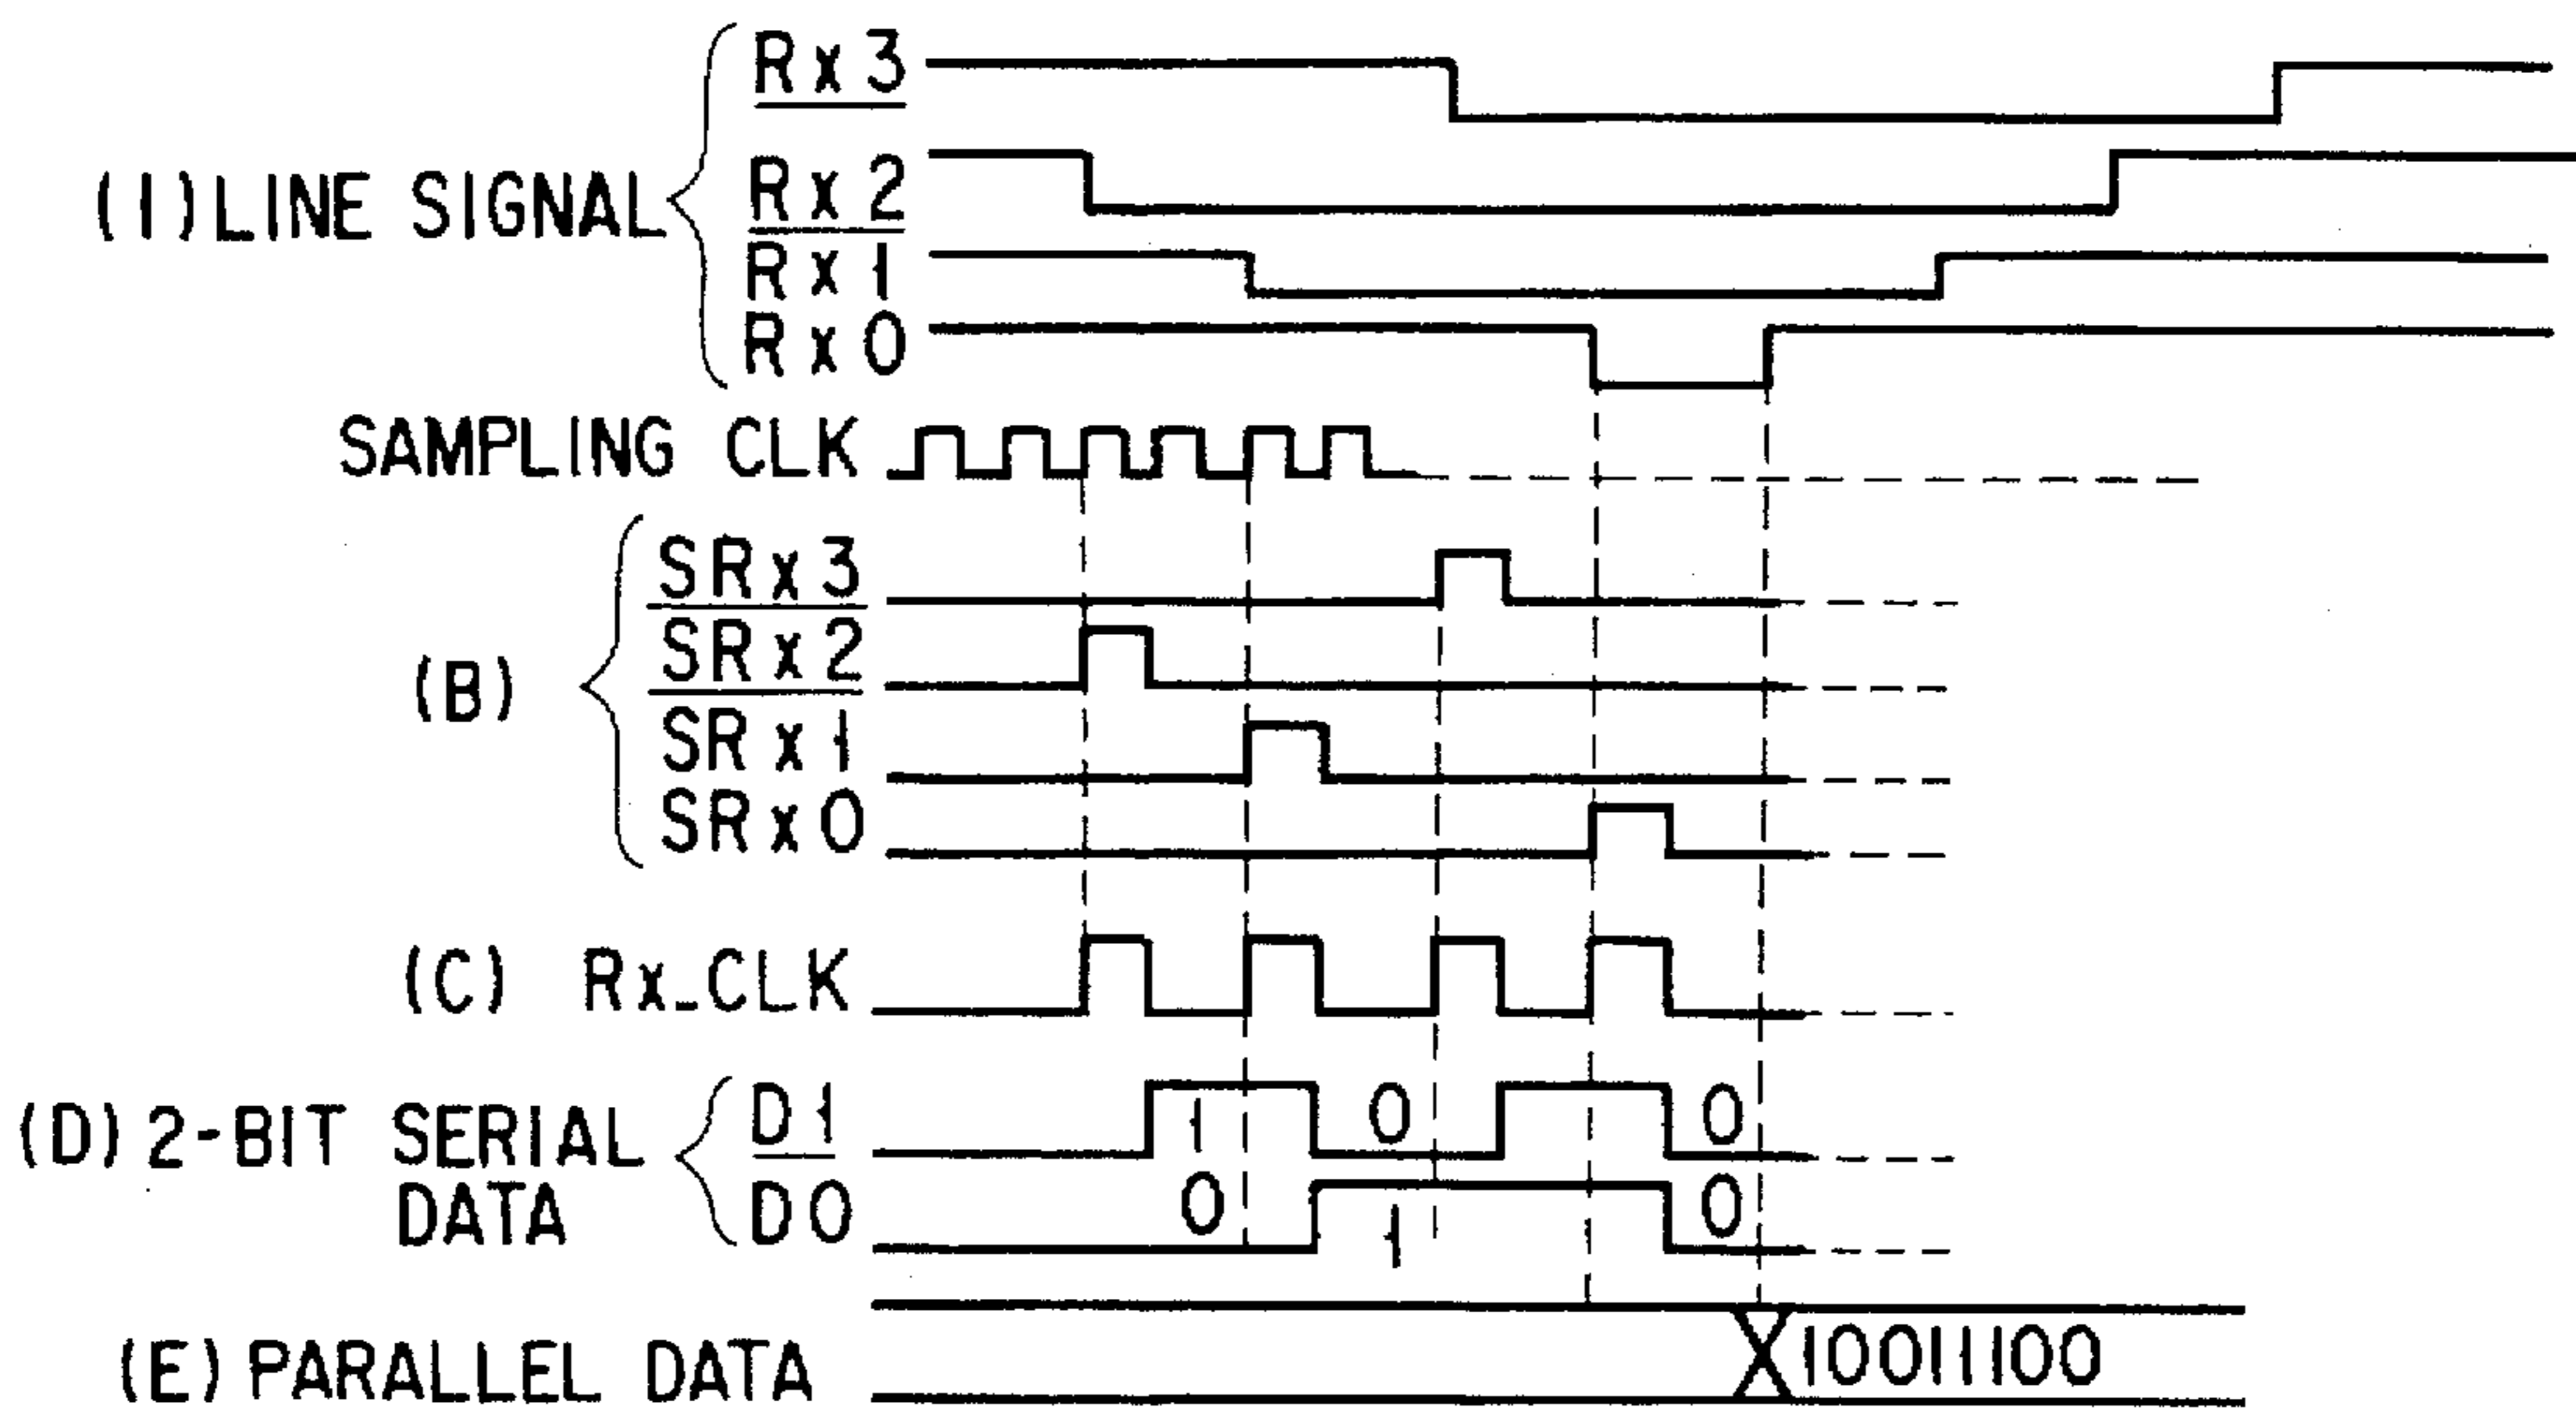 Rx3
(1) LINE SIGNAL Rx2
Rx1
Rx0
SAMPLING CLK
SRx3
SRx2
(B)
SRx1
SRx0
(C) Rx_CLK
(D) 2-BIT SERIAL D1 1 0 0
DATA D0 0 1 0
(E) PARALLEL DATA 10011100